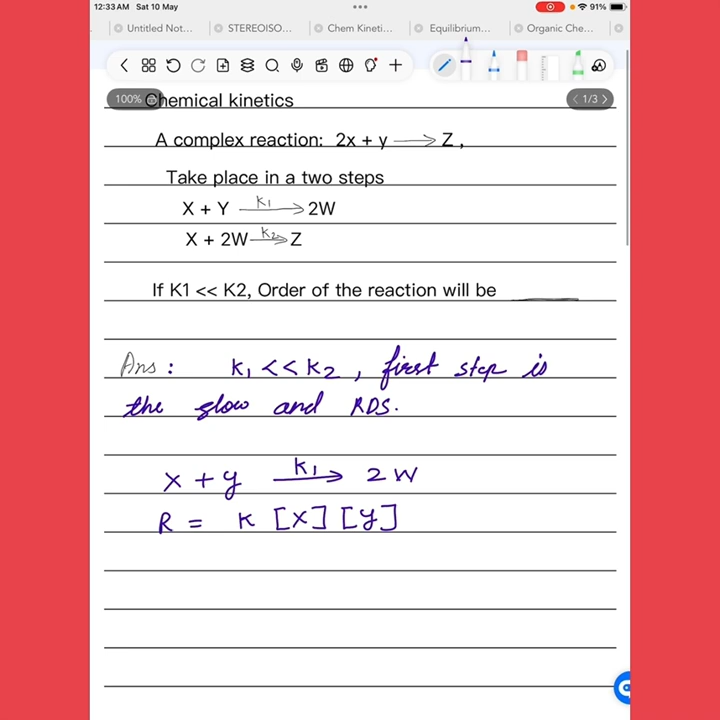 12:33 AM Sat 10 May
91%
Untitled Not...
STEREOISO...
Chem Kineti...
Equilibrium...
Organic Che...
100%
1/3
Chemical kinetics
A complex reaction: 2x + y → Z,
Take place in a two steps
X + Y —k1→ 2W
X + 2W —k2→ Z
If K1 << K2, Order of the reaction will be ______
Ans : k1 << k2, first step is
the slow and RDS.
x + y —k1→ 2W
R = k [x] [y]